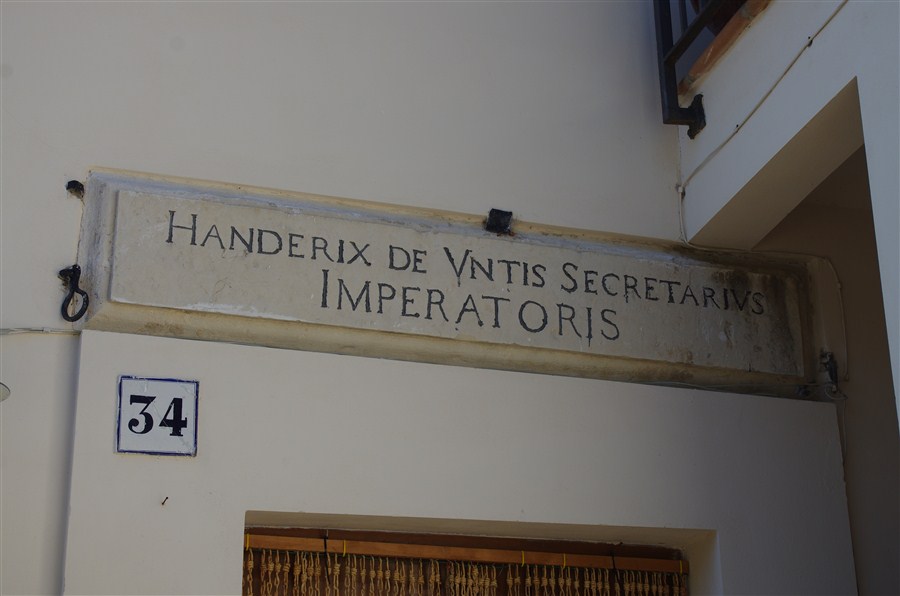 HANDERIX DE VNTIS SECRETARIVS
IMPERATORIS
34